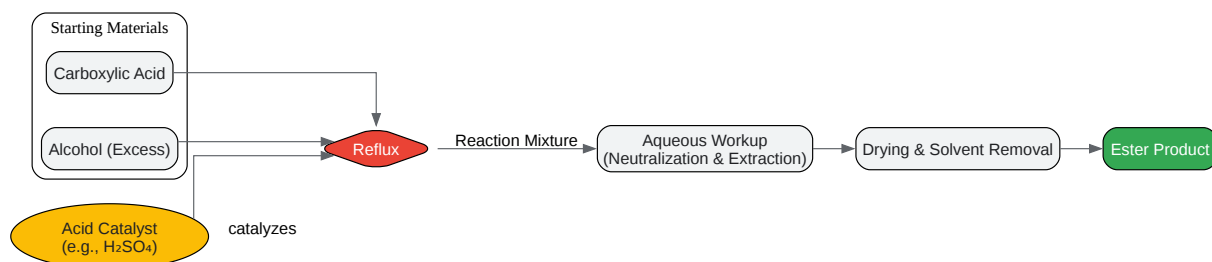 Starting Materials
Carboxylic Acid
Alcohol (Excess)
Acid Catalyst
(e.g., H₂SO₄)
catalyzes
Reflux
Reaction Mixture
Aqueous Workup
(Neutralization & Extraction)
Drying & Solvent Removal
Ester Product